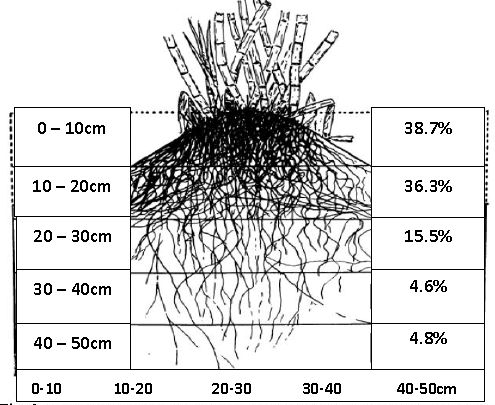 0 – 10cm 38.7%
10 – 20cm 36.3%
20 – 30cm 15.5%
30 – 40cm 4.6%
40 – 50cm 4.8%
0-10 10-20 20-30 30-40 40-50cm